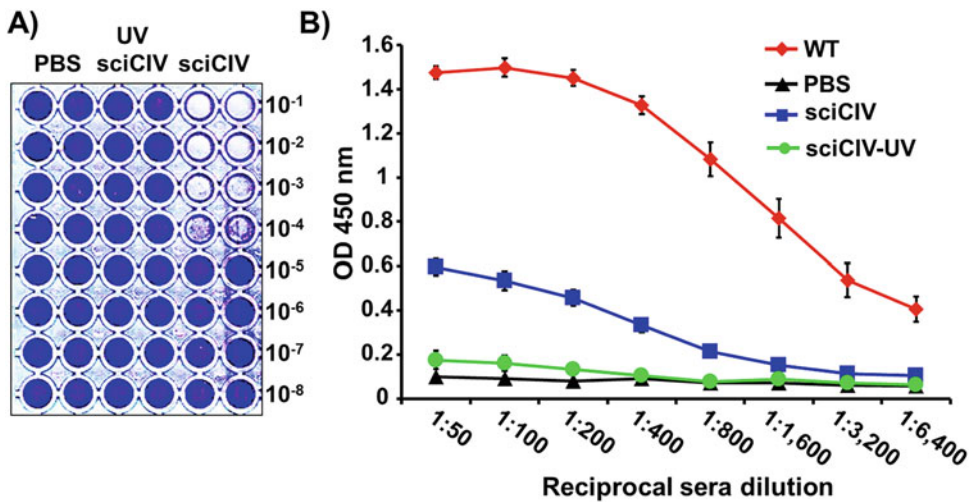 A)
PBS
UV
sciCIV
sciCIV
10-1
10-2
10-3
10-4
10-5
10-6
10-7
10-8
B)
OD 450 nm
1.6
1.4
1.2
1
0.8
0.6
0.4
0.2
0
WT
PBS
sciCIV
sciCIV-UV
1:50
1:100
1:200
1:400
1:800
1:1,600
1:3,200
1:6,400
Reciprocal sera dilution